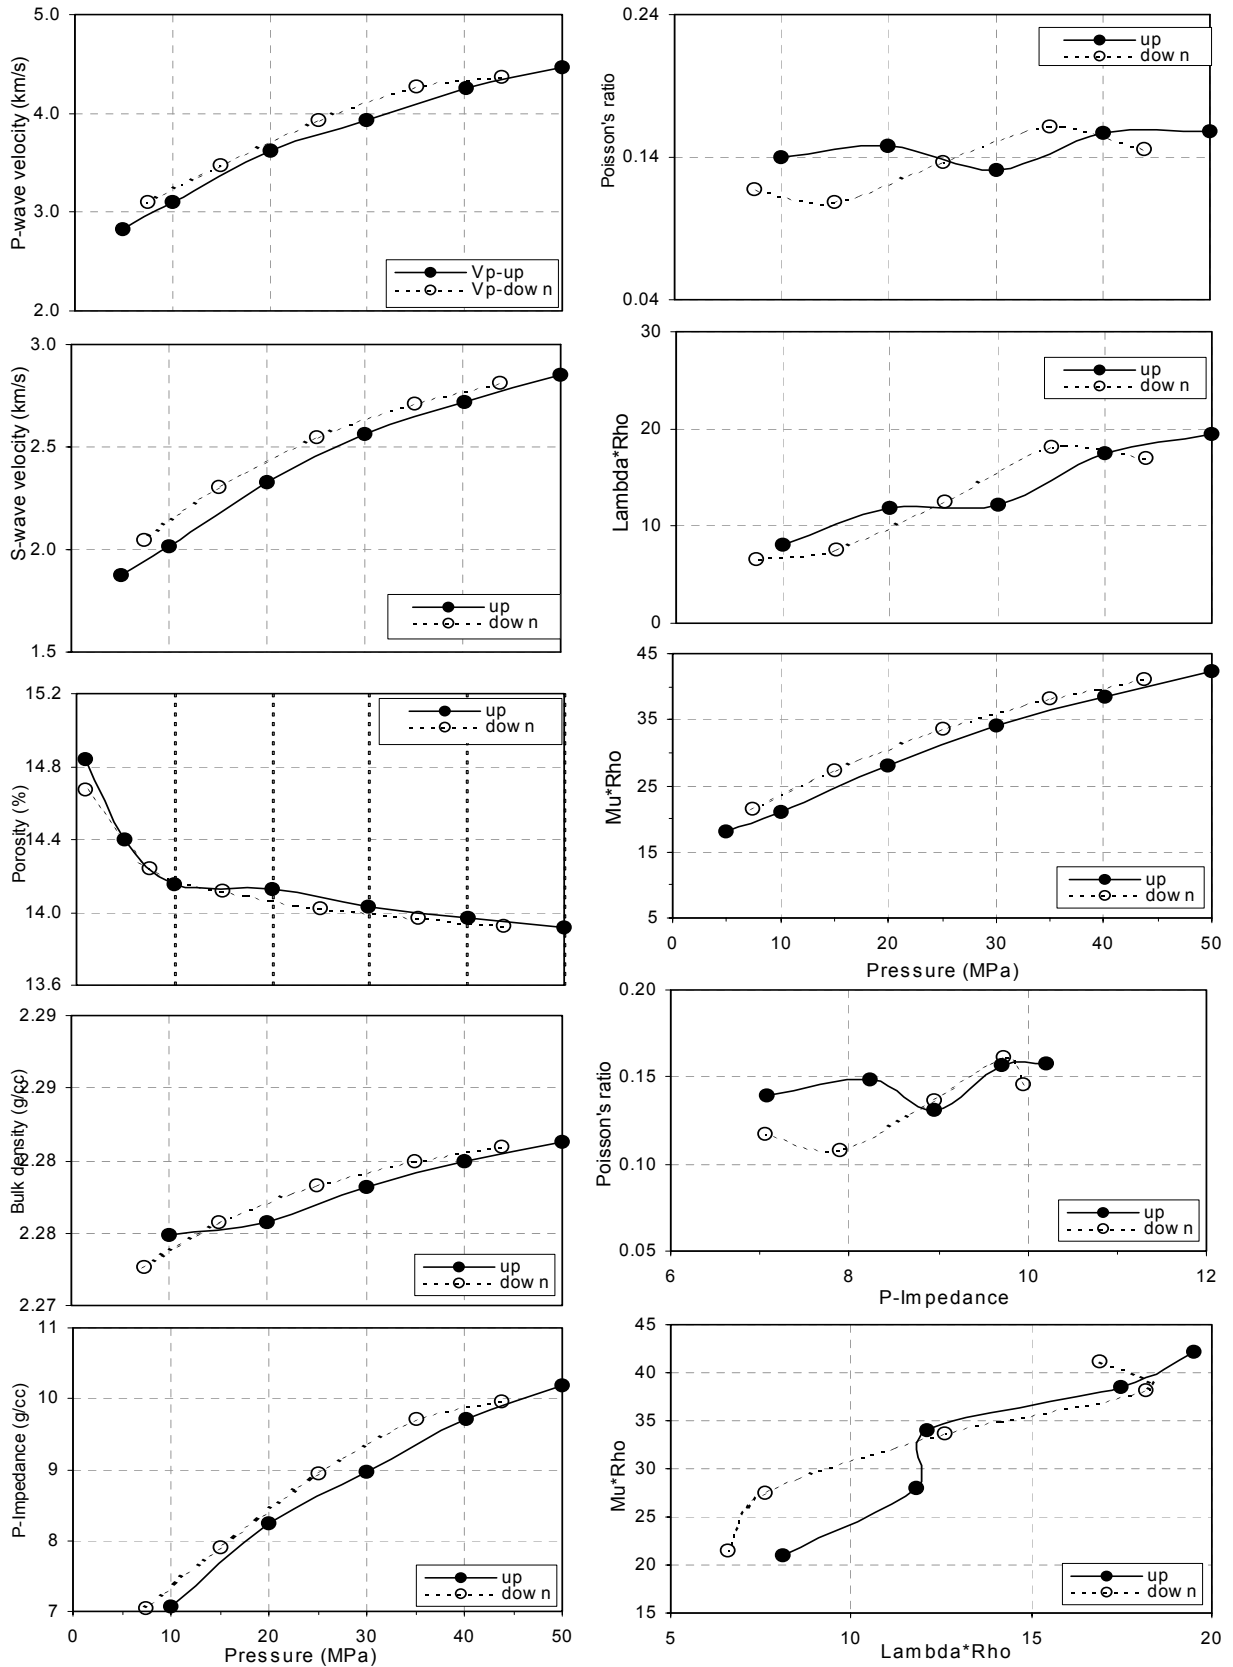 5.0
4.0
3.0
2.0
P-wave velocity (km/s)
Vp-up
Vp-dow n
3.0
2.5
2.0
1.5
S-wave velocity (km/s)
up
dow n
15.2
14.8
14.4
14.0
13.6
Porosity (%)
up
dow n
2.29
2.29
2.28
2.28
2.27
Bulk density (g/cc)
up
dow n
11
10
9
8
7
P-Impedance (g/cc)
up
dow n
0 10 20 30 40 50
Pressure (MPa)
0.24
0.14
0.04
Poisson's ratio
up
dow n
30
20
10
0
Lambda*Rho
up
dow n
45
35
25
15
5
Mu*Rho
up
dow n
0 10 20 30 40 50
Pressure (MPa)
0.20
0.15
0.10
0.05
Poisson's ratio
up
dow n
6 8 10 12
P-Impedance
45
40
35
30
25
20
15
Mu*Rho
up
dow n
5 10 15 20
Lambda*Rho